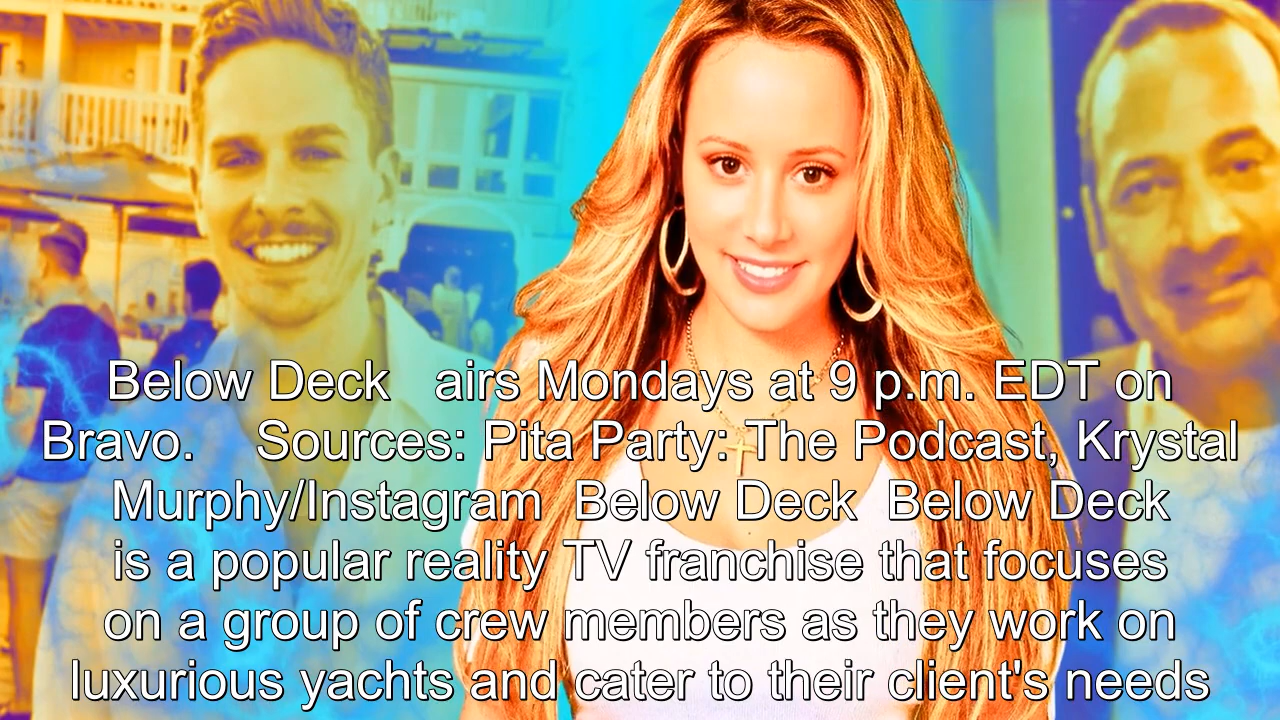 Below Deck   airs Mondays at 9 p.m. EDT on
Bravo.    Sources: Pita Party: The Podcast, Krystal
Murphy/Instagram  Below Deck  Below Deck
is a popular reality TV franchise that focuses
on a group of crew members as they work on
luxurious yachts and cater to their client's needs